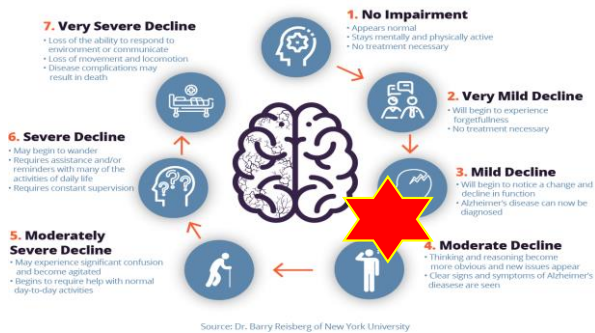 1. No Impairment
• Appears normal
• Stays mentally and physically active
• No treatment necessary
2. Very Mild Decline
• Will begin to experience
forgetfullness
• No treatment necessary
3. Mild Decline
• Will begin to notice a change and
decline in function
• Alzheimer's disease can now be
diagnosed
4. Moderate Decline
• Thinking and reasoning become
more obvious and new issues appear
• Clear signs and symptoms of Alzheimer's
dieasese are seen
5. Moderately
Severe Decline
• May experience significant confusion
and become agitated
• Begins to require help with normal
day-to-day activities
6. Severe Decline
• May begin to wander
• Requires assistance and/or
reminders with many of the
activities of daily life
• Requires constant supervision
7. Very Severe Decline
• Loss of the ability to respond to
environment or communicate
• Loss of movement and locomotion
• Disease complications may
result in death
Source: Dr. Barry Reisberg of New York University